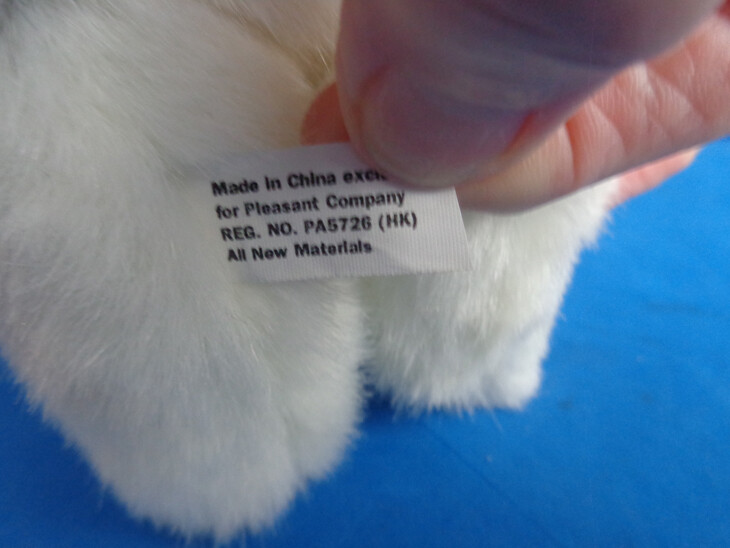 Made in China
for Pleasant Company
REG. NO. PA5726 (HK)
All New Materials